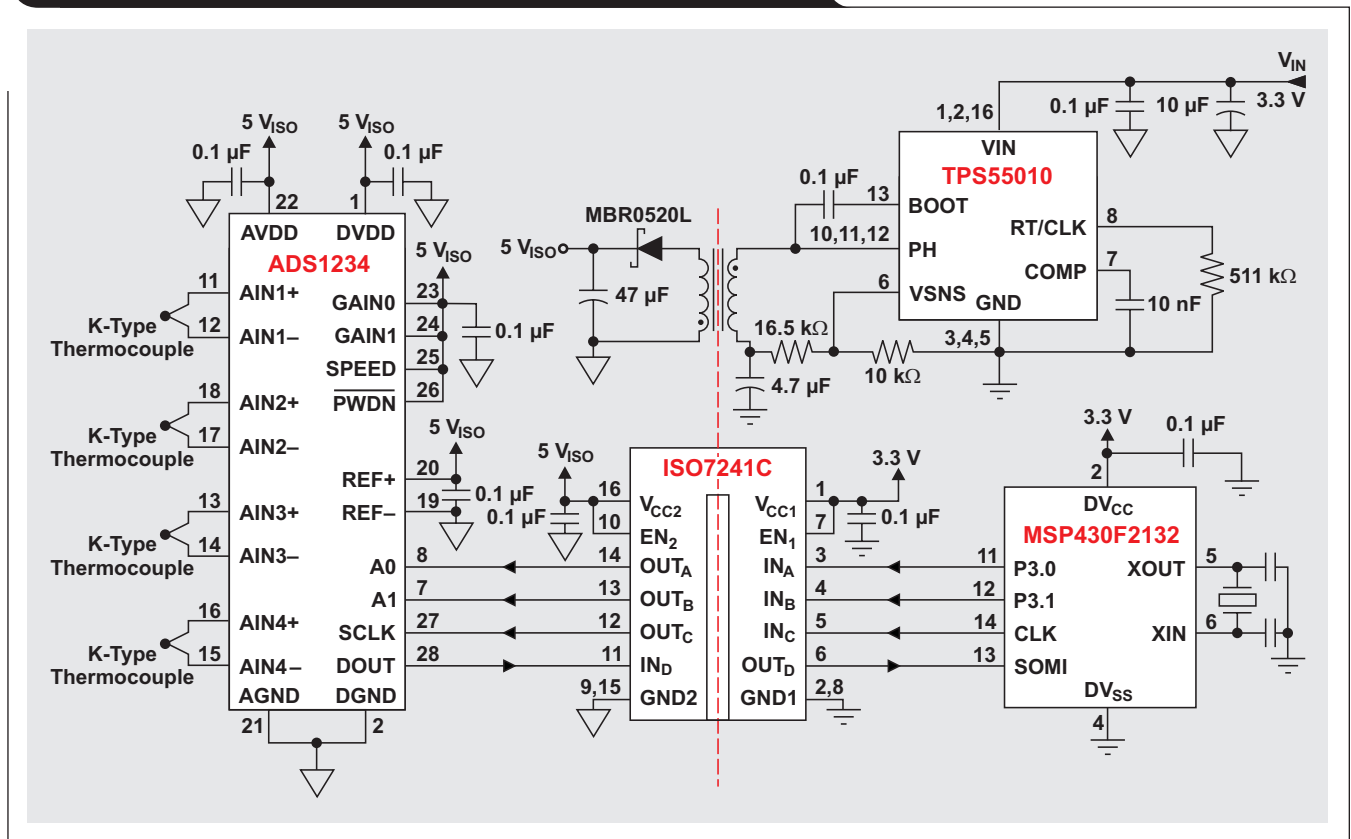 V_IN
3.3 V
0.1 µF
10 µF
1,2,16
VIN
TPS55010
0.1 µF
13
BOOT
10,11,12
PH
6
VSNS
GND
3,4,5
RT/CLK
8
COMP
7
511 kΩ
10 nF
MBR0520L
5 V_ISO
47 µF
16.5 kΩ
10 kΩ
4.7 µF
5 V_ISO
5 V_ISO
0.1 µF
0.1 µF
22
1
AVDD
DVDD
ADS1234
11
AIN1+
12
AIN1–
K-Type
Thermocouple
18
AIN2+
17
AIN2–
K-Type
Thermocouple
13
AIN3+
14
AIN3–
K-Type
Thermocouple
16
AIN4+
15
AIN4–
K-Type
Thermocouple
5 V_ISO
GAIN0
23
GAIN1
24
SPEED
25
PWDN
26
0.1 µF
5 V_ISO
REF+
20
REF–
19
0.1 µF
A0
8
A1
7
SCLK
27
DOUT
28
AGND
DGND
21
2
ISO7241C
5 V_ISO
0.1 µF
16
V_CC2
10
EN_2
14
OUT_A
13
OUT_B
12
OUT_C
11
IN_D
9,15
GND2
3.3 V
0.1 µF
V_CC1
1
EN_1
7
IN_A
3
IN_B
4
IN_C
5
OUT_D
6
GND1
2,8
3.3 V
0.1 µF
2
DV_CC
MSP430F2132
11
P3.0
12
P3.1
14
CLK
13
SOMI
XOUT
5
XIN
6
DV_SS
4